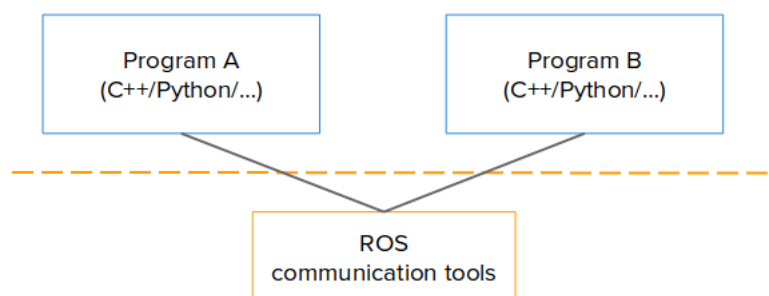 Program A
(C++/Python/...)
Program B
(C++/Python/...)
ROS
communication tools